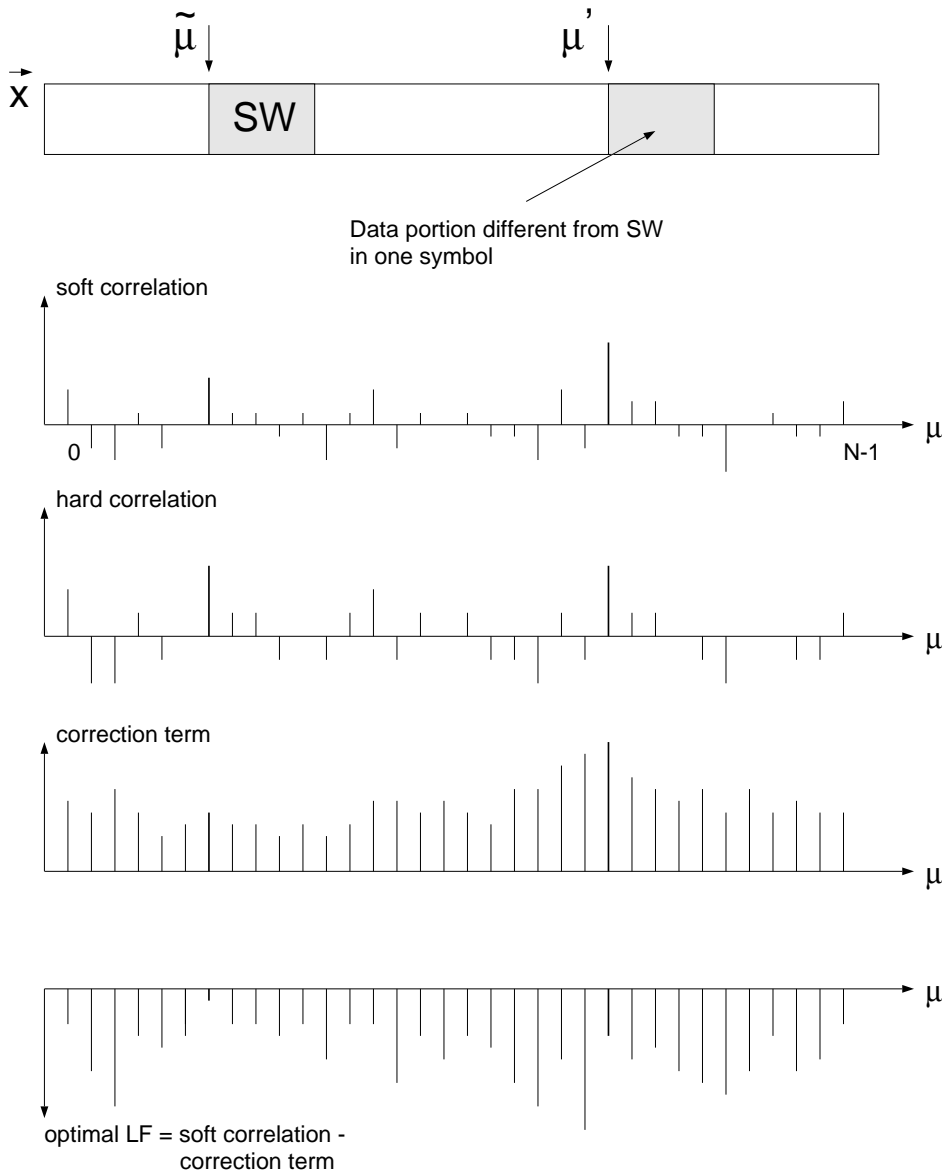 μ̃
μ’
x⃗
SW
Data portion different from SW
in one symbol
soft correlation
μ
0
N-1
hard correlation
μ
correction term
μ
μ
optimal LF = soft correlation -
correction term